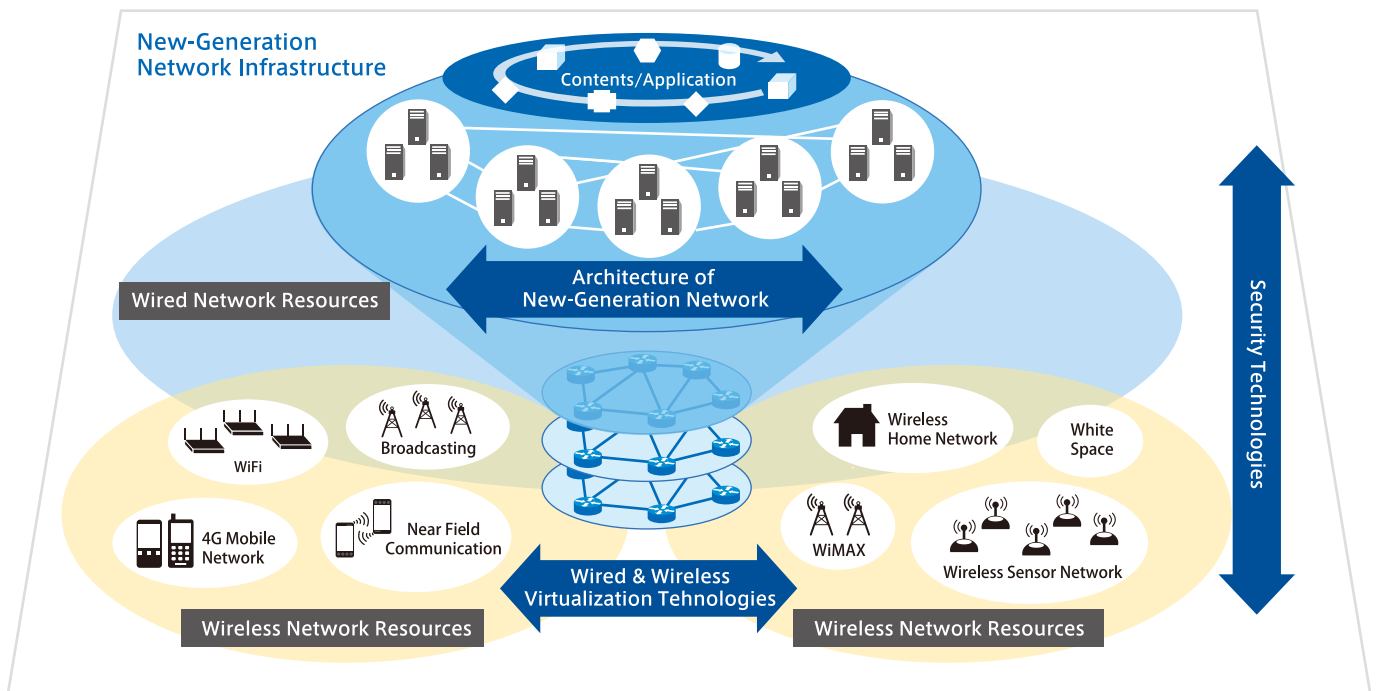 New-Generation
Network Infrastructure
Contents/Application
Architecture of
New-Generation Network
Wired Network Resources
Security Technologies
WiFi
Broadcasting
4G Mobile
Network
Near Field
Communication
Wireless
Home Network
White
Space
WiMAX
Wireless Sensor Network
Wired & Wireless
Virtualization Tehnologies
Wireless Network Resources
Wireless Network Resources